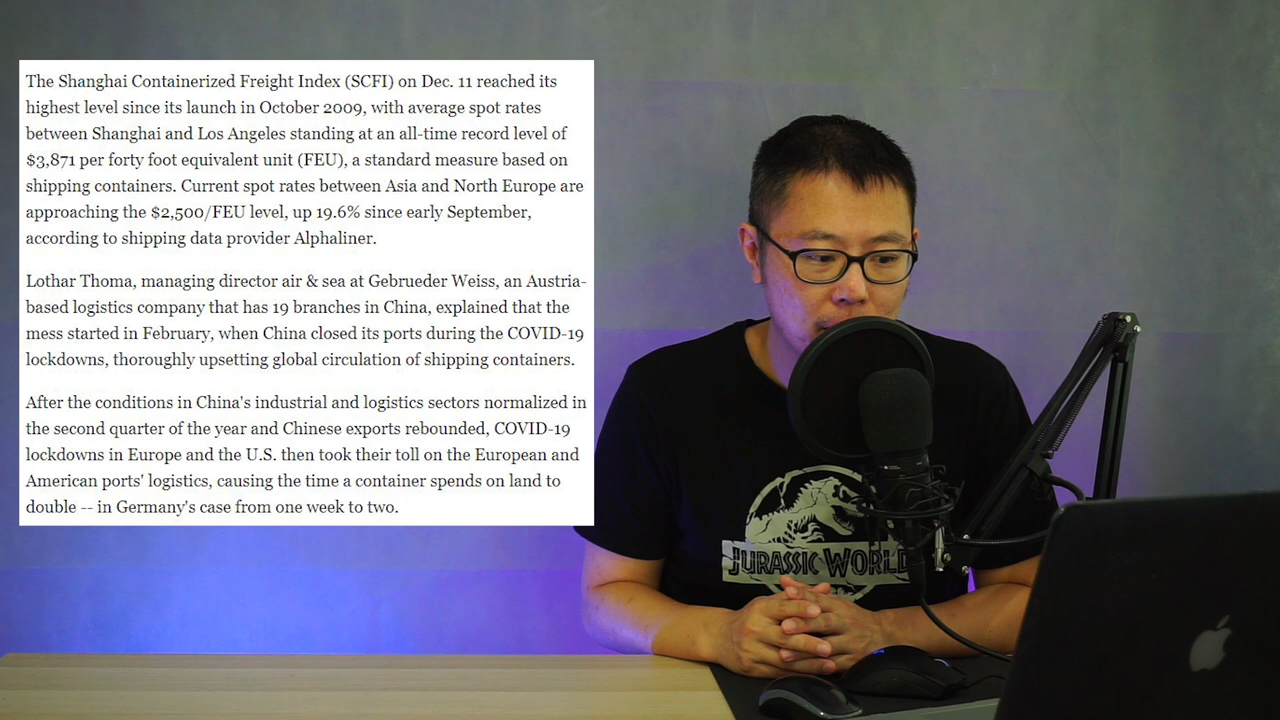 The Shanghai Containerized Freight Index (SCFI) on Dec. 11 reached its
highest level since its launch in October 2009, with average spot rates
between Shanghai and Los Angeles standing at an all-time record level of
$3,871 per forty foot equivalent unit (FEU), a standard measure based on
shipping containers. Current spot rates between Asia and North Europe are
approaching the $2,500/FEU level, up 19.6% since early September,
according to shipping data provider Alphaliner.
Lothar Thoma, managing director air & sea at Gebrueder Weiss, an Austria-
based logistics company that has 19 branches in China, explained that the
mess started in February, when China closed its ports during the COVID-19
lockdowns, thoroughly upsetting global circulation of shipping containers.
After the conditions in China's industrial and logistics sectors normalized in
the second quarter of the year and Chinese exports rebounded, COVID-19
lockdowns in Europe and the U.S. then took their toll on the European and
American ports' logistics, causing the time a container spends on land to
double -- in Germany's case from one week to two.
JURASSIC WORLD